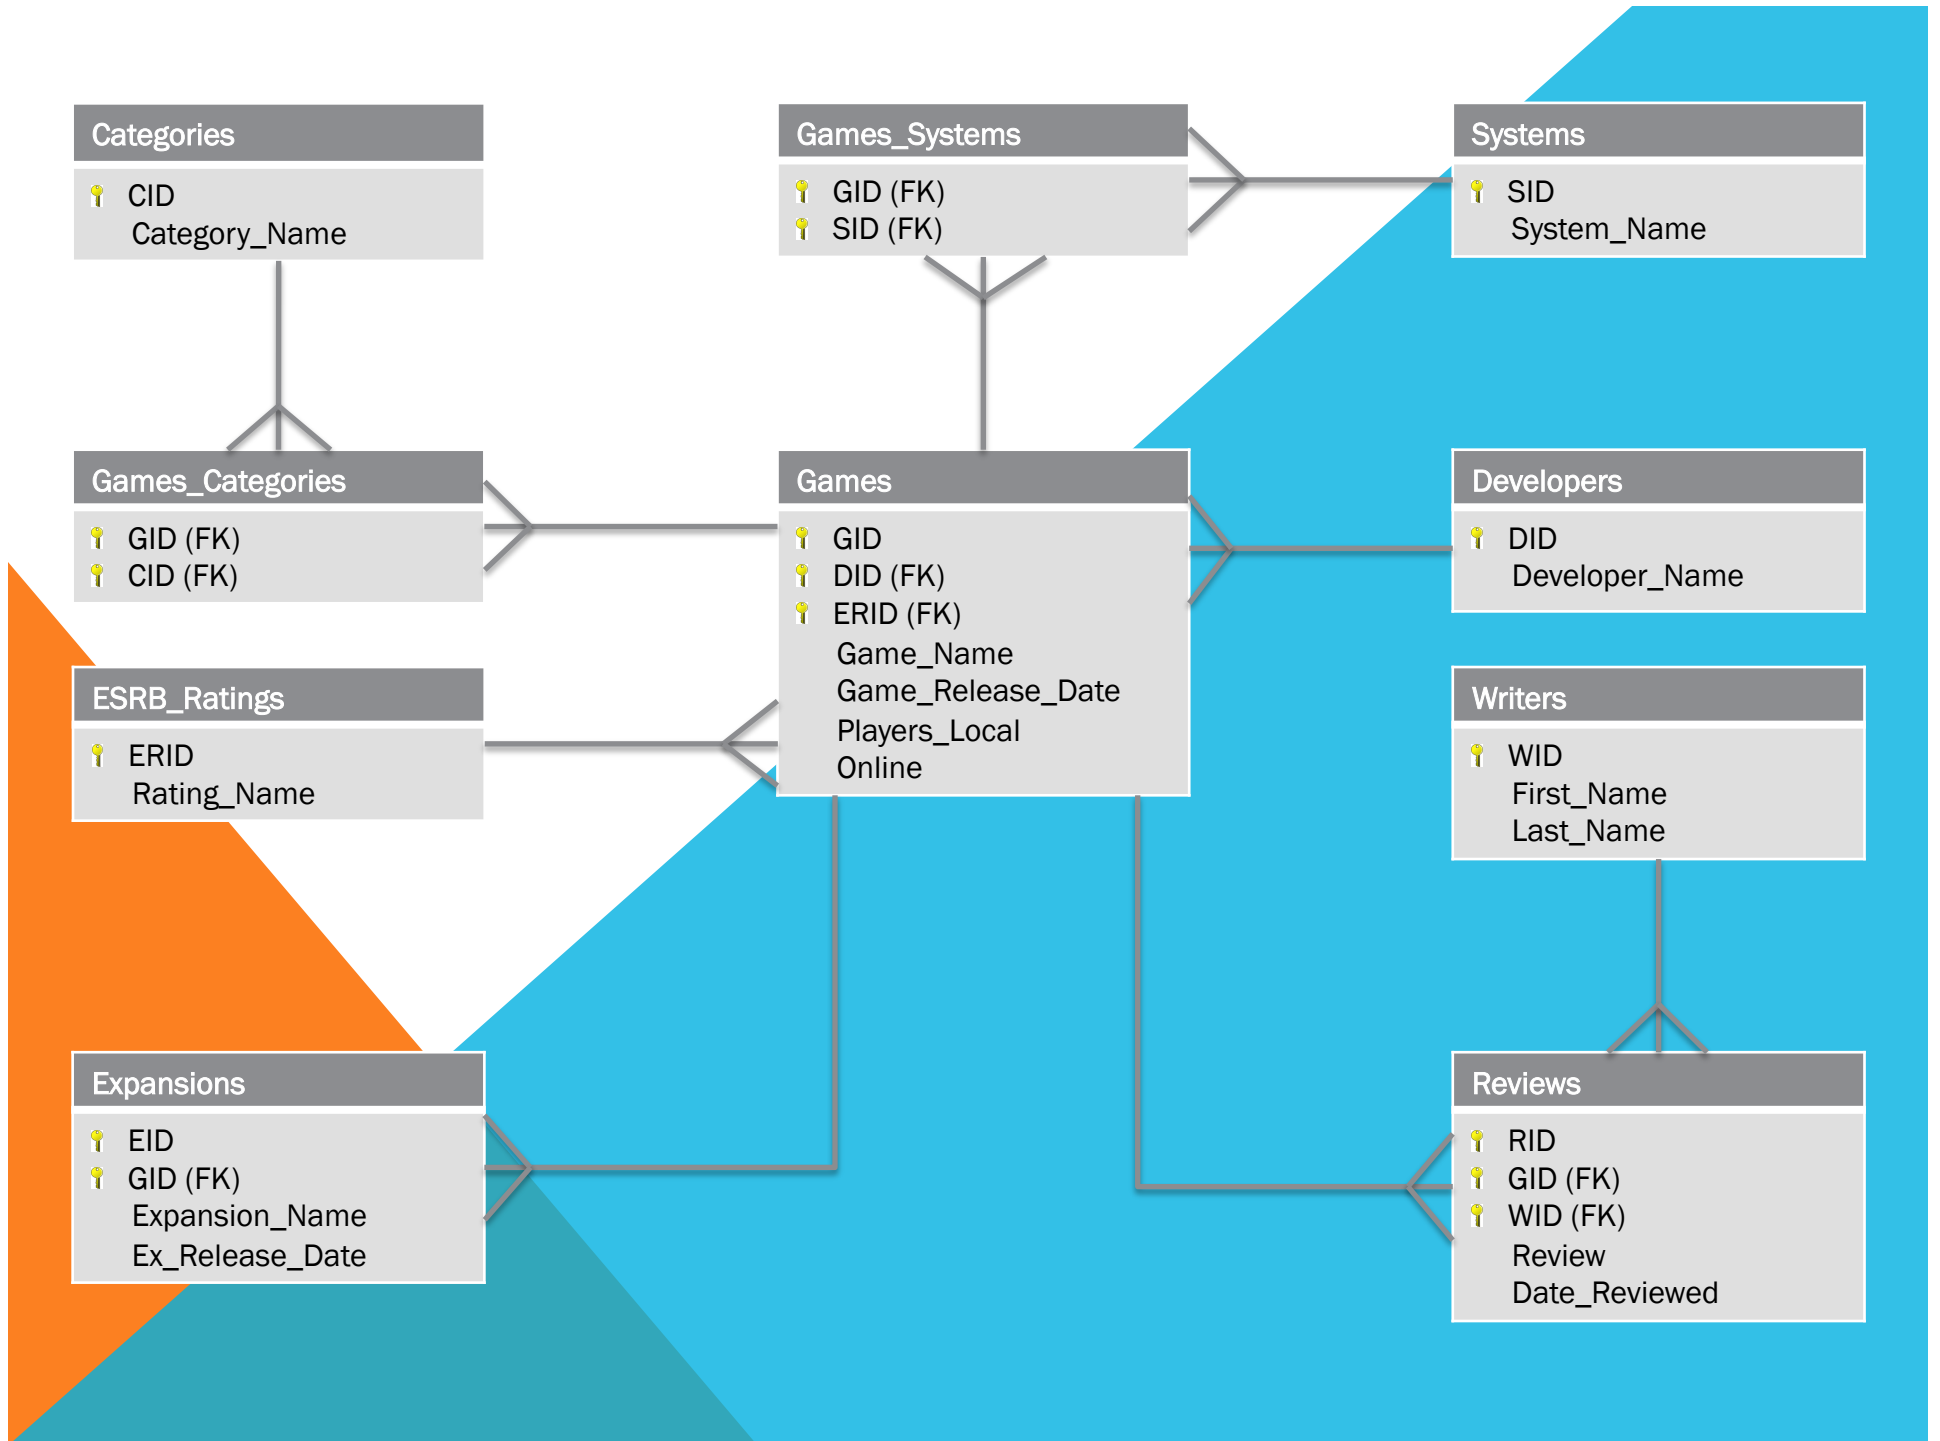 Categories
CID
Category_Name
Games_Systems
GID (FK)
SID (FK)
Systems
SID
System_Name
Games_Categories
GID (FK)
CID (FK)
Games
GID
DID (FK)
ERID (FK)
Game_Name
Game_Release_Date
Players_Local
Online
Developers
DID
Developer_Name
ESRB_Ratings
ERID
Rating_Name
Writers
WID
First_Name
Last_Name
Expansions
EID
GID (FK)
Expansion_Name
Ex_Release_Date
Reviews
RID
GID (FK)
WID (FK)
Review
Date_Reviewed